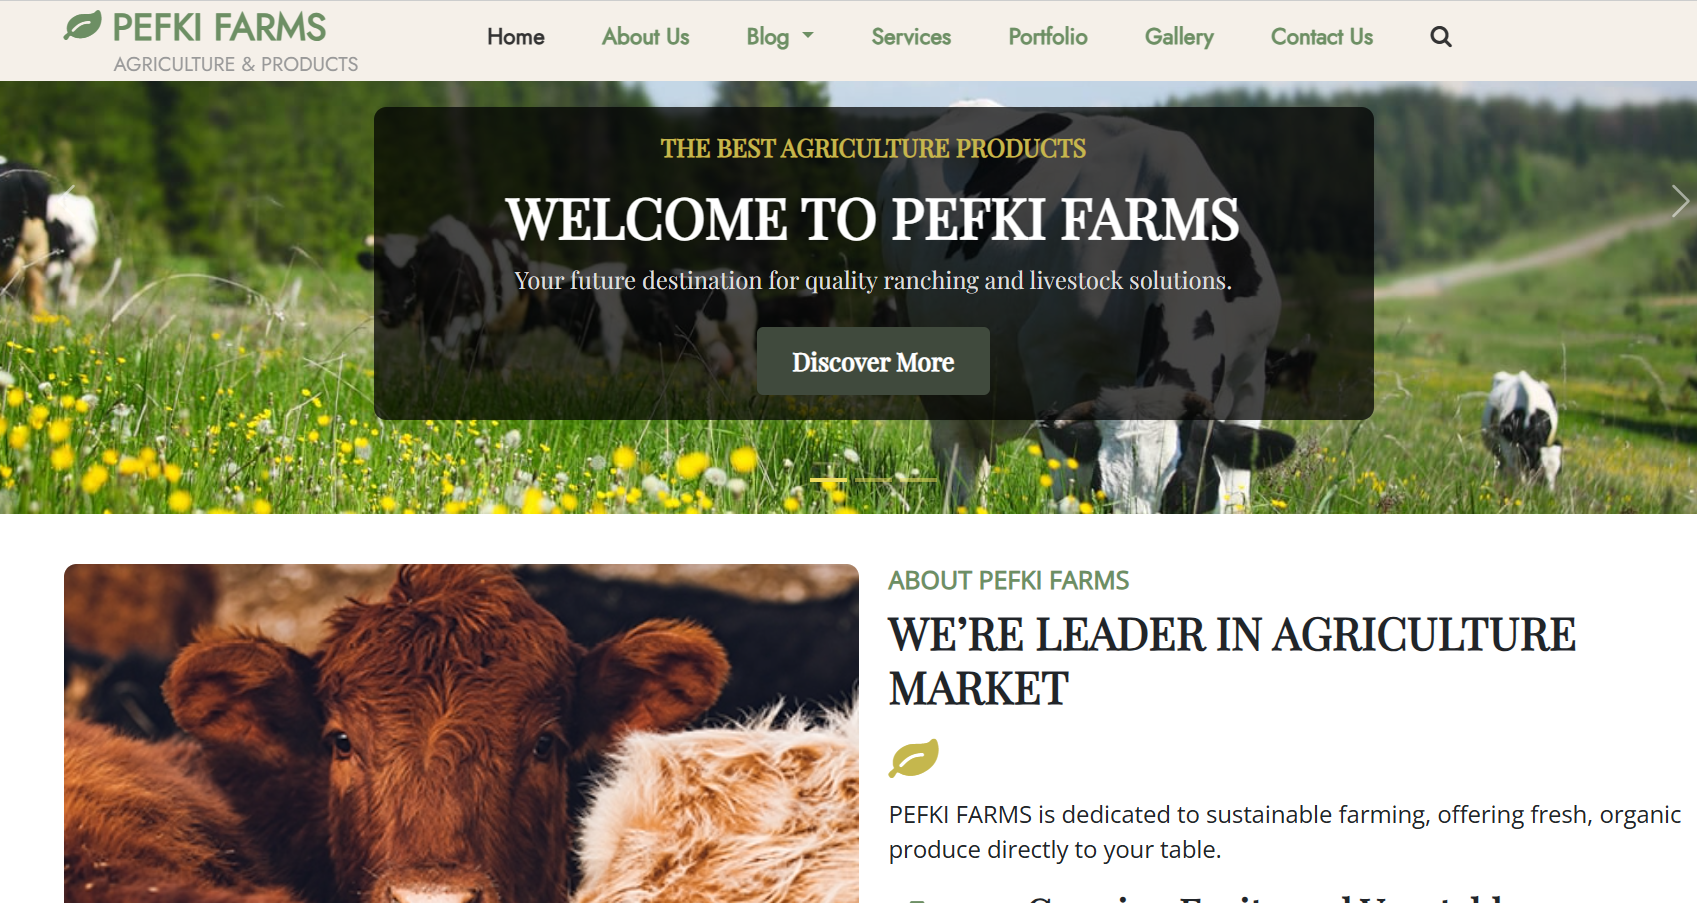 PEFKI FARMS
AGRICULTURE & PRODUCTS
Home About Us Blog Services Portfolio Gallery Contact Us
THE BEST AGRICULTURE PRODUCTS
WELCOME TO PEFKI FARMS
Your future destination for quality ranching and livestock solutions.
Discover More
ABOUT PEFKI FARMS
WE’RE LEADER IN AGRICULTURE
MARKET
PEFKI FARMS is dedicated to sustainable farming, offering fresh, organic
produce directly to your table.